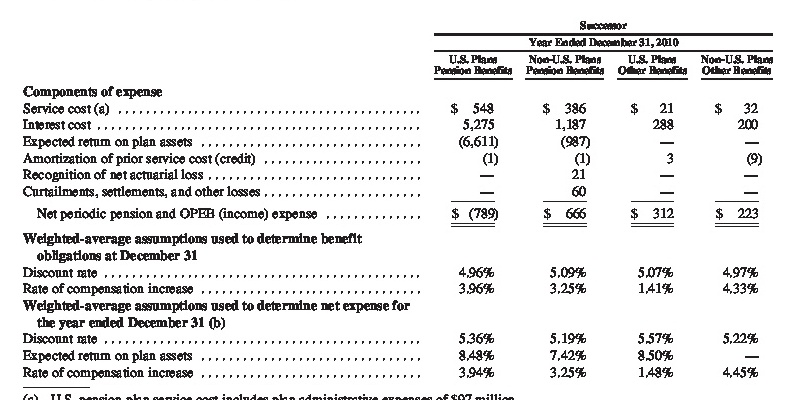 Successor
Year Ended December 31, 2010
U.S. Plans Non-U.S. Plans U.S. Plans Non-U.S. Plans
Pension Benefits Pension Benefits Other Benefits Other Benefits
Components of expense
Service cost (a) $ 548 $ 386 $ 21 $ 32
Interest cost 5,275 1,187 288 200
Expected return on plan assets (6,611) (987) — —
Amortization of prior service cost (credit) (1) (1) 3 (9)
Recognition of net actuarial loss — 21 — —
Curtailments, settlements, and other losses — 60 — —
Net periodic pension and OPEB (income) expense $ (789) $ 666 $ 312 $ 223
Weighted-average assumptions used to determine benefit
obligations at December 31
Discount rate 4.96% 5.09% 5.07% 4.97%
Rate of compensation increase 3.96% 3.25% 1.41% 4.33%
Weighted-average assumptions used to determine net expense for
the year ended December 31 (b)
Discount rate 5.36% 5.19% 5.57% 5.22%
Expected return on plan assets 8.48% 7.42% 8.50% —
Rate of compensation increase 3.94% 3.25% 1.48% 4.45%
(a) U.S. pension plan service cost includes plan administrative expenses of $97 million.